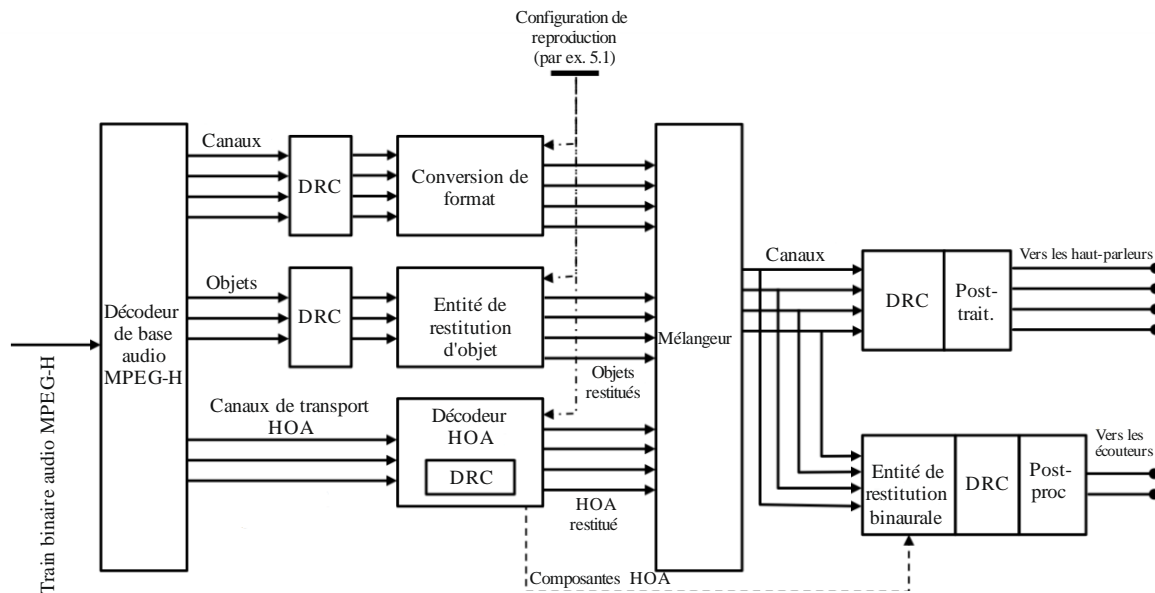 Configuration de
reproduction
(par ex. 5.1)
Train binaire audio MPEG-H
Décodeur
de base
audio
MPEG-H
Canaux
DRC
Conversion de
format
Objets
DRC
Entité de
restitution
d'objet
Objets
restitués
Canaux de transport
HOA
Décodeur
HOA
DRC
HOA
restitué
Composantes HOA
Mélangeur
Canaux
DRC
Post-
trait.
Vers les haut-parleurs
Entité de
restitution
binaurale
DRC
Post-
proc
Vers les
écouteurs